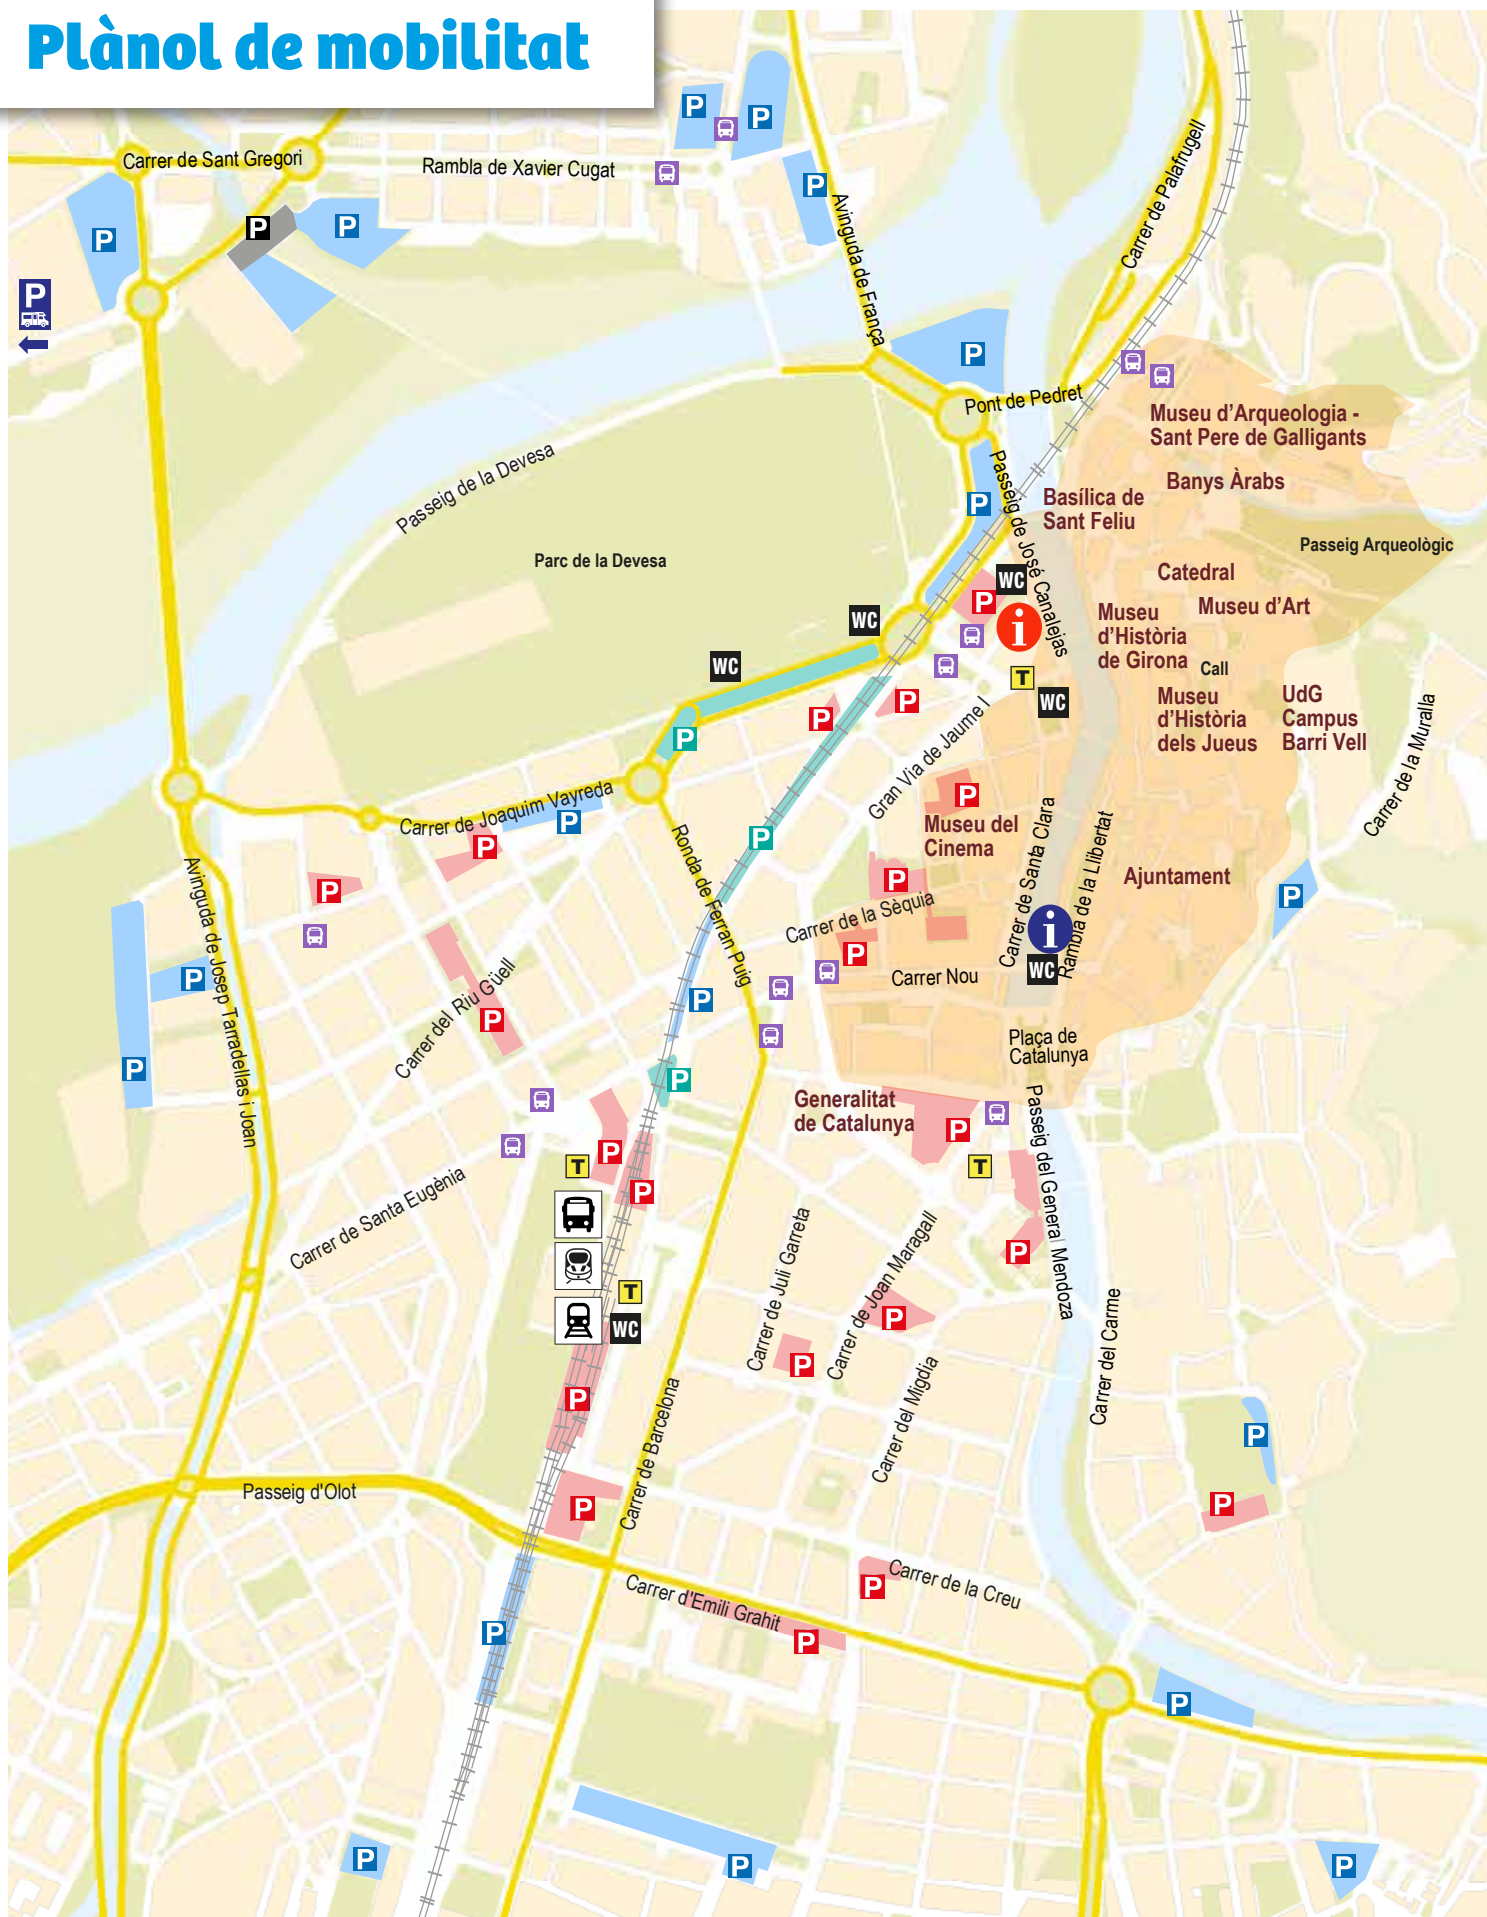 Plànol de mobilitat
P
P
P
Carrer de Sant Gregori
Rambla de Xavier Cugat
P
P
P
P
P
Avinguda de França
Carrer de Palafrugell
P
Pont de Pedret
Museu d'Arqueologia -
Sant Pere de Galligants
Banys Àrabs
Passeig de la Devesa
Passeig de José Canalejas
P
Basílica de
Sant Feliu
Passeig Arqueològic
Parc de la Devesa
Catedral
WC
P
Museu d'Art
Museu
d'Història
de Girona
WC
i
Call
WC
T
WC
Museu
d'Història
dels Jueus
UdG
Campus
Barri Vell
P
P
P
Gran Via de Jaume I
Carrer de la Muralla
Carrer de Joaquim Vayreda
P
P
P
P
Museu del
Cinema
Carrer de Santa Clara
Rambla de la Llibertat
Ronda de Ferran Puig
P
P
Ajuntament
P
Avinguda de Josep Tarradellas i Joan
Carrer de la Sèquia
i
P
WC
P
Carrer Nou
P
Carrer del Riu Güell
P
Plaça de
Catalunya
P
P
Generalitat
de Catalunya
P
Passeig del General Mendoza
P
T
T
P
Carrer de Santa Eugènia
Carrer de Juli Garreta
Carrer de Joan Maragall
P
T
WC
P
P
Carrer del Carme
Carrer del Migdia
P
Carrer de Barcelona
P
Passeig d'Olot
P
P
Carrer de la Creu
P
Carrer d'Emili Grahit
P
P
P
P
P
P